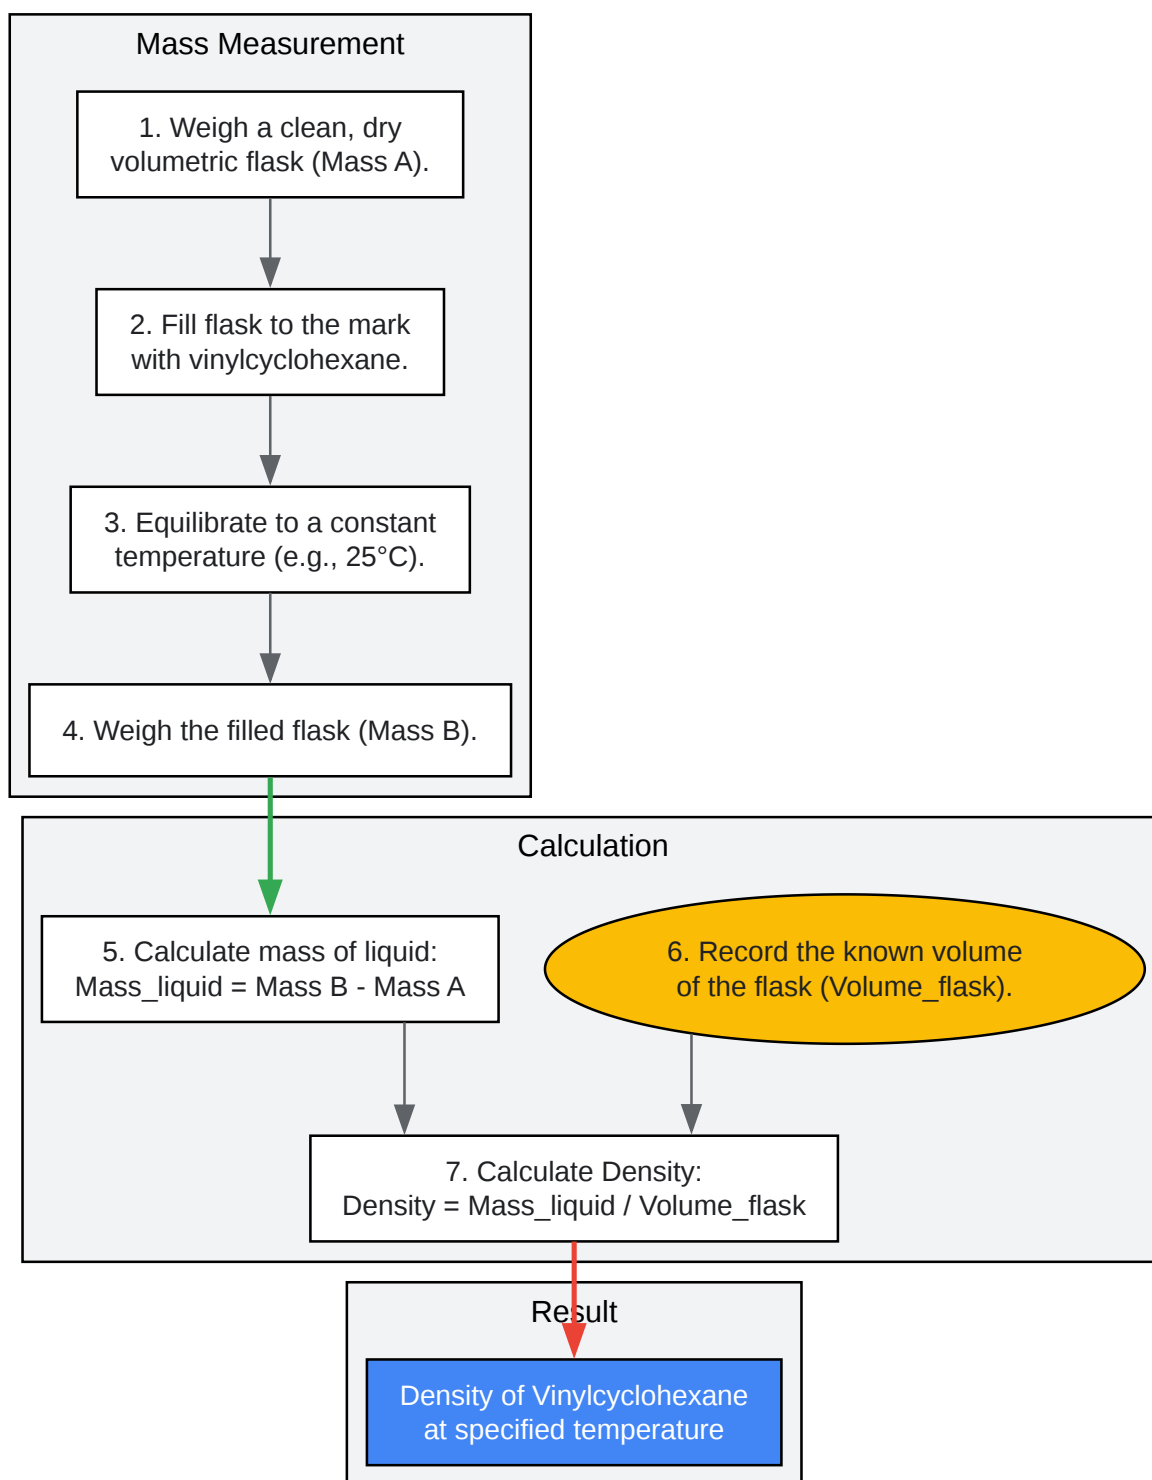 Mass Measurement
1. Weigh a clean, dry
volumetric flask (Mass A).
2. Fill flask to the mark
with vinylcyclohexane.
3. Equilibrate to a constant
temperature (e.g., 25°C).
4. Weigh the filled flask (Mass B).
Calculation
5. Calculate mass of liquid:
Mass_liquid = Mass B - Mass A
6. Record the known volume
of the flask (Volume_flask).
7. Calculate Density:
Density = Mass_liquid / Volume_flask
Result
Density of Vinylcyclohexane
at specified temperature